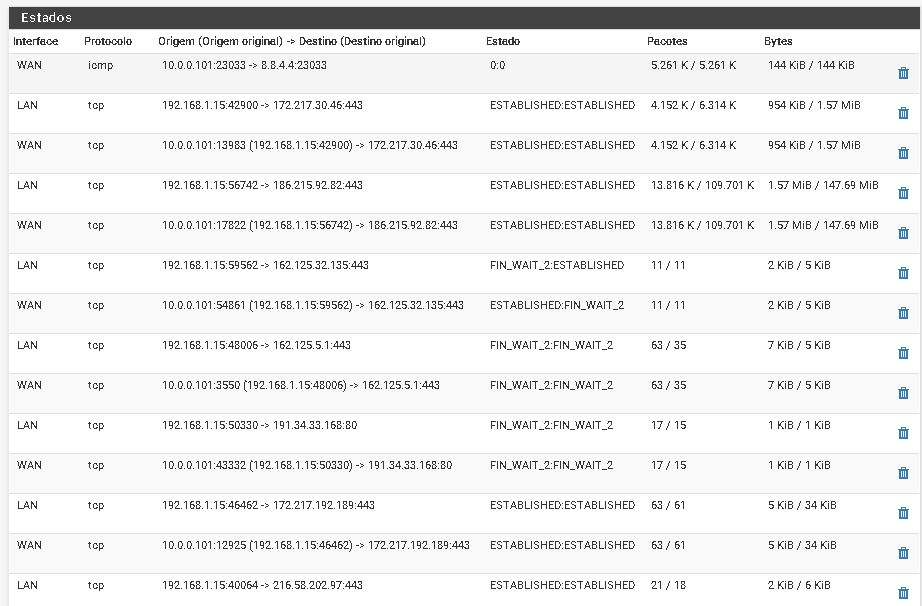 Estados
Interface Protocolo Origem (Origem original) -> Destino (Destino original) Estado Pacotes Bytes
WAN icmp 10.0.0.101:23033 -> 8.8.4.4:23033 0:0 5.261 K / 5.261 K 144 KiB / 144 KiB
LAN tcp 192.168.1.15:42900 -> 172.217.30.46:443 ESTABLISHED:ESTABLISHED 4.152 K / 6.314 K 954 KiB / 1.57 MiB
WAN tcp 10.0.0.101:13983 (192.168.1.15:42900) -> 172.217.30.46:443 ESTABLISHED:ESTABLISHED 4.152 K / 6.314 K 954 KiB / 1.57 MiB
LAN tcp 192.168.1.15:56742 -> 186.215.92.82:443 ESTABLISHED:ESTABLISHED 13.816 K / 109.701 K 1.57 MiB / 147.69 MiB
WAN tcp 10.0.0.101:17822 (192.168.1.15:56742) -> 186.215.92.82:443 ESTABLISHED:ESTABLISHED 13.816 K / 109.701 K 1.57 MiB / 147.69 MiB
LAN tcp 192.168.1.15:59562 -> 162.125.32.135:443 FIN_WAIT_2:ESTABLISHED 11 / 11 2 KiB / 5 KiB
WAN tcp 10.0.0.101:54861 (192.168.1.15:59562) -> 162.125.32.135:443 ESTABLISHED:FIN_WAIT_2 11 / 11 2 KiB / 5 KiB
LAN tcp 192.168.1.15:48006 -> 162.125.5.1:443 FIN_WAIT_2:FIN_WAIT_2 63 / 35 7 KiB / 5 KiB
WAN tcp 10.0.0.101:3550 (192.168.1.15:48006) -> 162.125.5.1:443 FIN_WAIT_2:FIN_WAIT_2 63 / 35 7 KiB / 5 KiB
LAN tcp 192.168.1.15:50330 -> 191.34.33.168:80 FIN_WAIT_2:FIN_WAIT_2 17 / 15 1 KiB / 1 KiB
WAN tcp 10.0.0.101:43332 (192.168.1.15:50330) -> 191.34.33.168:80 FIN_WAIT_2:FIN_WAIT_2 17 / 15 1 KiB / 1 KiB
LAN tcp 192.168.1.15:46462 -> 172.217.192.189:443 ESTABLISHED:ESTABLISHED 63 / 61 5 KiB / 34 KiB
WAN tcp 10.0.0.101:12925 (192.168.1.15:46462) -> 172.217.192.189:443 ESTABLISHED:ESTABLISHED 63 / 61 5 KiB / 34 KiB
LAN tcp 192.168.1.15:40064 -> 216.58.202.97:443 ESTABLISHED:ESTABLISHED 21 / 18 2 KiB / 6 KiB